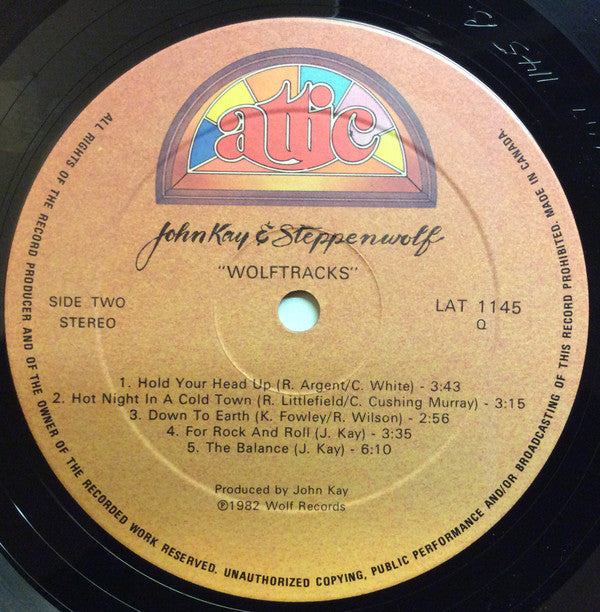 attic
John Kay & Steppenwolf
"WOLFTRACKS"
SIDE TWO
STEREO
LAT 1145
Q
1. Hold Your Head Up (R. Argent/C. White) - 3:43
2. Hot Night In A Cold Town (R. Littlefield/C. Cushing Murray) - 3:15
3. Down To Earth (K. Fowley/R. Wilson) - 2:56
4. For Rock And Roll (J. Kay) - 3:35
5. The Balance (J. Kay) - 6:10
Produced by John Kay
℗1982 Wolf Records
ALL RIGHTS OF THE RECORD PRODUCER AND OF THE OWNER OF THE RECORDED WORK RESERVED. UNAUTHORIZED COPYING, PUBLIC PERFORMANCE AND/OR BROADCASTING OF THIS RECORD PROHIBITED. MADE IN CANADA.